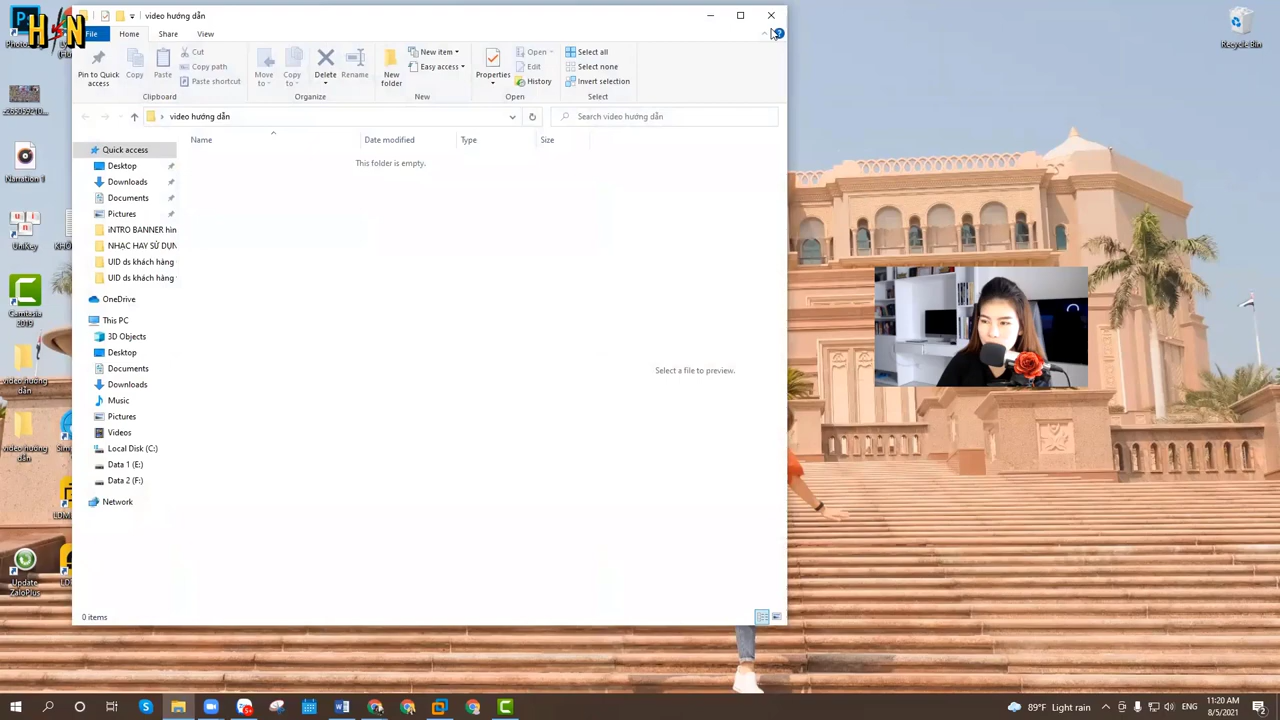 HSN
video hướng dẫn
File
Home
Share
View
Pin to Quick
access
Copy
Paste
Cut
Copy path
Paste shortcut
Clipboard
Move
to
Copy
to
Delete
Rename
Organize
New
folder
New item
Easy access
New
Properties
Open
Edit
History
Open
Select all
Select none
Invert selection
Select
video hướng dẫn
Search video hướng dẫn
Name
Date modified
Type
Size
This folder is empty.
Quick access
Desktop
Downloads
Documents
Pictures
iNTRO BANNER hìn
NHẠC HAY SỬ DỤN
UID ds khách hàng
UID ds khách hàng
OneDrive
This PC
3D Objects
Desktop
Documents
Downloads
Music
Pictures
Videos
Local Disk (C:)
Data 1 (E:)
Data 2 (F:)
Network
Select a file to preview.
0 items
Recycle Bin
Narration 1
UniKey
Camtasia
2019
video hướng
dẫn
video hướng
dẫn
Update
ZaloPlus
89°F Light rain
ENG
11:20 AM
8/5/2021